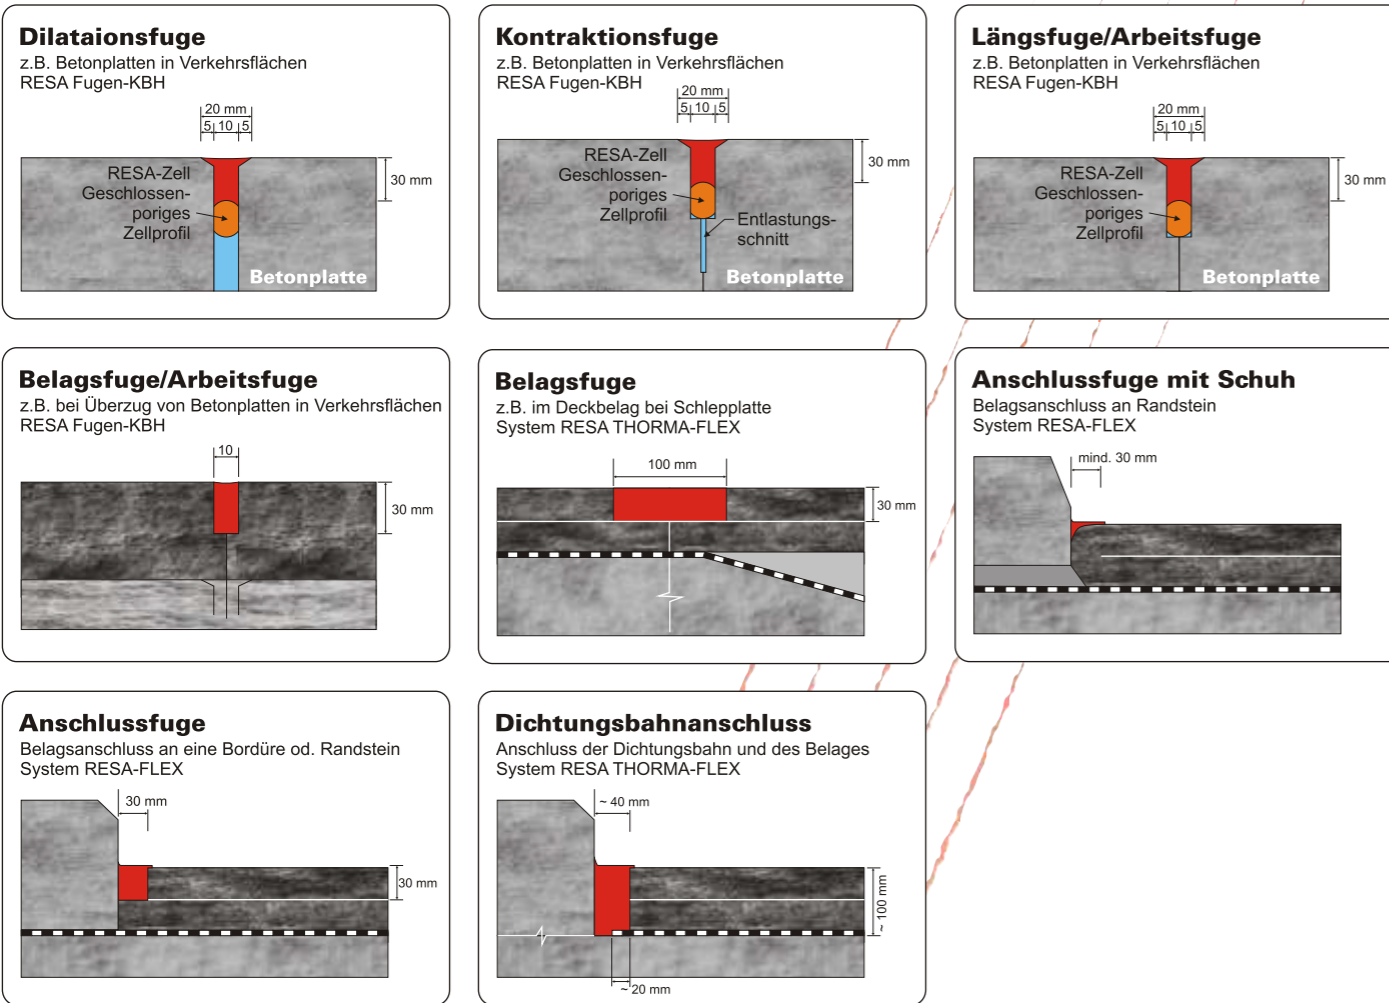 Dilataionsfuge
z.B. Betonplatten in Verkehrsflächen
RESA Fugen-KBH
20 mm
5 10 5
30 mm
RESA-Zell
Geschlossen-
poriges
Zellprofil
Betonplatte
Kontraktionsfuge
z.B. Betonplatten in Verkehrsflächen
RESA Fugen-KBH
20 mm
5 10 5
30 mm
RESA-Zell
Geschlossen-
poriges
Zellprofil
Entlastungs-
schnitt
Betonplatte
Längsfuge/Arbeitsfuge
z.B. Betonplatten in Verkehrsflächen
RESA Fugen-KBH
20 mm
5 10 5
30 mm
RESA-Zell
Geschlossen-
poriges
Zellprofil
Betonplatte
Belagsfuge/Arbeitsfuge
z.B. bei Überzug von Betonplatten in Verkehrsflächen
RESA Fugen-KBH
10
30 mm
Belagsfuge
z.B. im Deckbelag bei Schlepplatte
System RESA THORMA-FLEX
100 mm
30 mm
Anschlussfuge mit Schuh
Belagsanschluss an Randstein
System RESA-FLEX
mind. 30 mm
Anschlussfuge
Belagsanschluss an eine Bordüre od. Randstein
System RESA-FLEX
30 mm
30 mm
Dichtungsbahnanschluss
Anschluss der Dichtungsbahn und des Belages
System RESA THORMA-FLEX
~ 40 mm
~ 100 mm
~ 20 mm